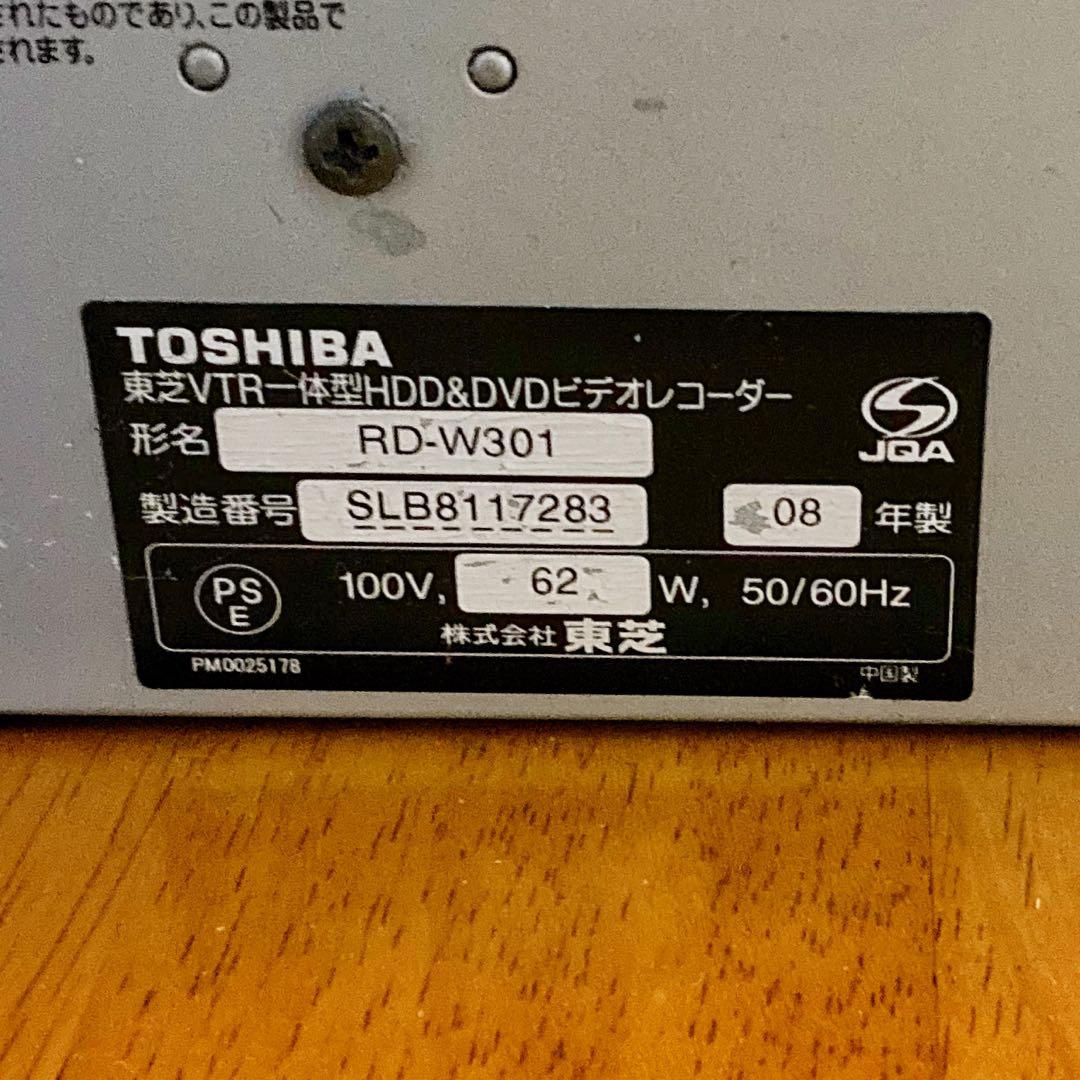 されたものであり、この製品で
されます。
TOSHIBA
東芝VTR一体型HDD&DVDビデオレコーダー
形名 RD-W301
JQA
製造番号 SLB8117283 08 年製
PS
E
100V, 62 W, 50/60Hz
株式会社 東芝
PM0025178
中国製